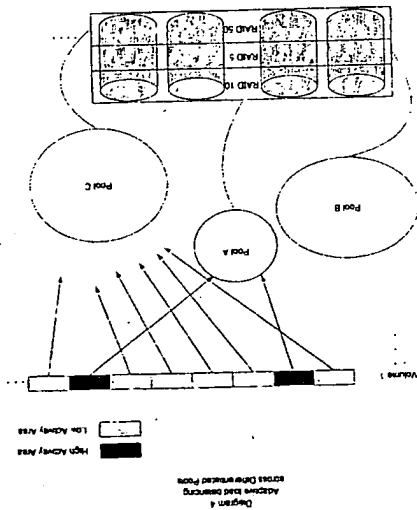 Diagram 4
Adaptive load balancing
across Differentiated Pools
High Activity Area
Low Activity Area
Volume 1
Pool B
Pool A
Pool C
RAID 10
RAID 5
RAID 50